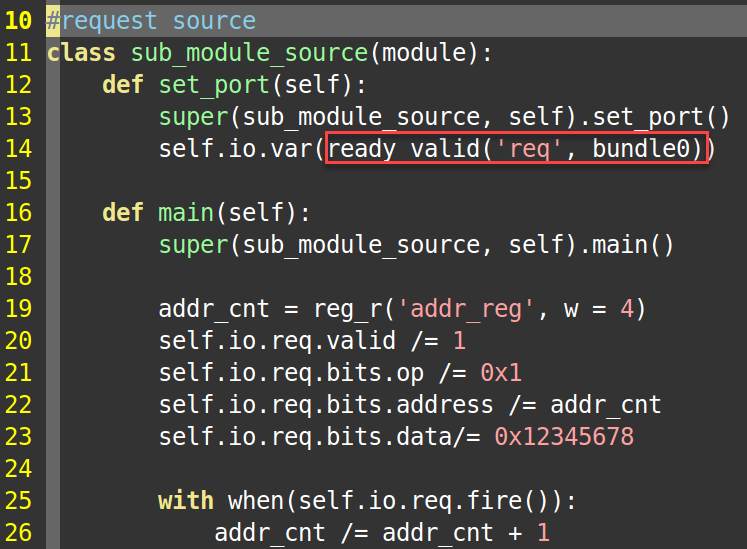 10 #request source
11 class sub_module_source(module):
12     def set_port(self):
13         super(sub_module_source, self).set_port()
14         self.io.var(ready valid('req', bundle0))
15
16     def main(self):
17         super(sub_module_source, self).main()
18
19         addr_cnt = reg_r('addr_reg', w = 4)
20         self.io.req.valid /= 1
21         self.io.req.bits.op /= 0x1
22         self.io.req.bits.address /= addr_cnt
23         self.io.req.bits.data/= 0x12345678
24
25         with when(self.io.req.fire()):
26             addr_cnt /= addr_cnt + 1